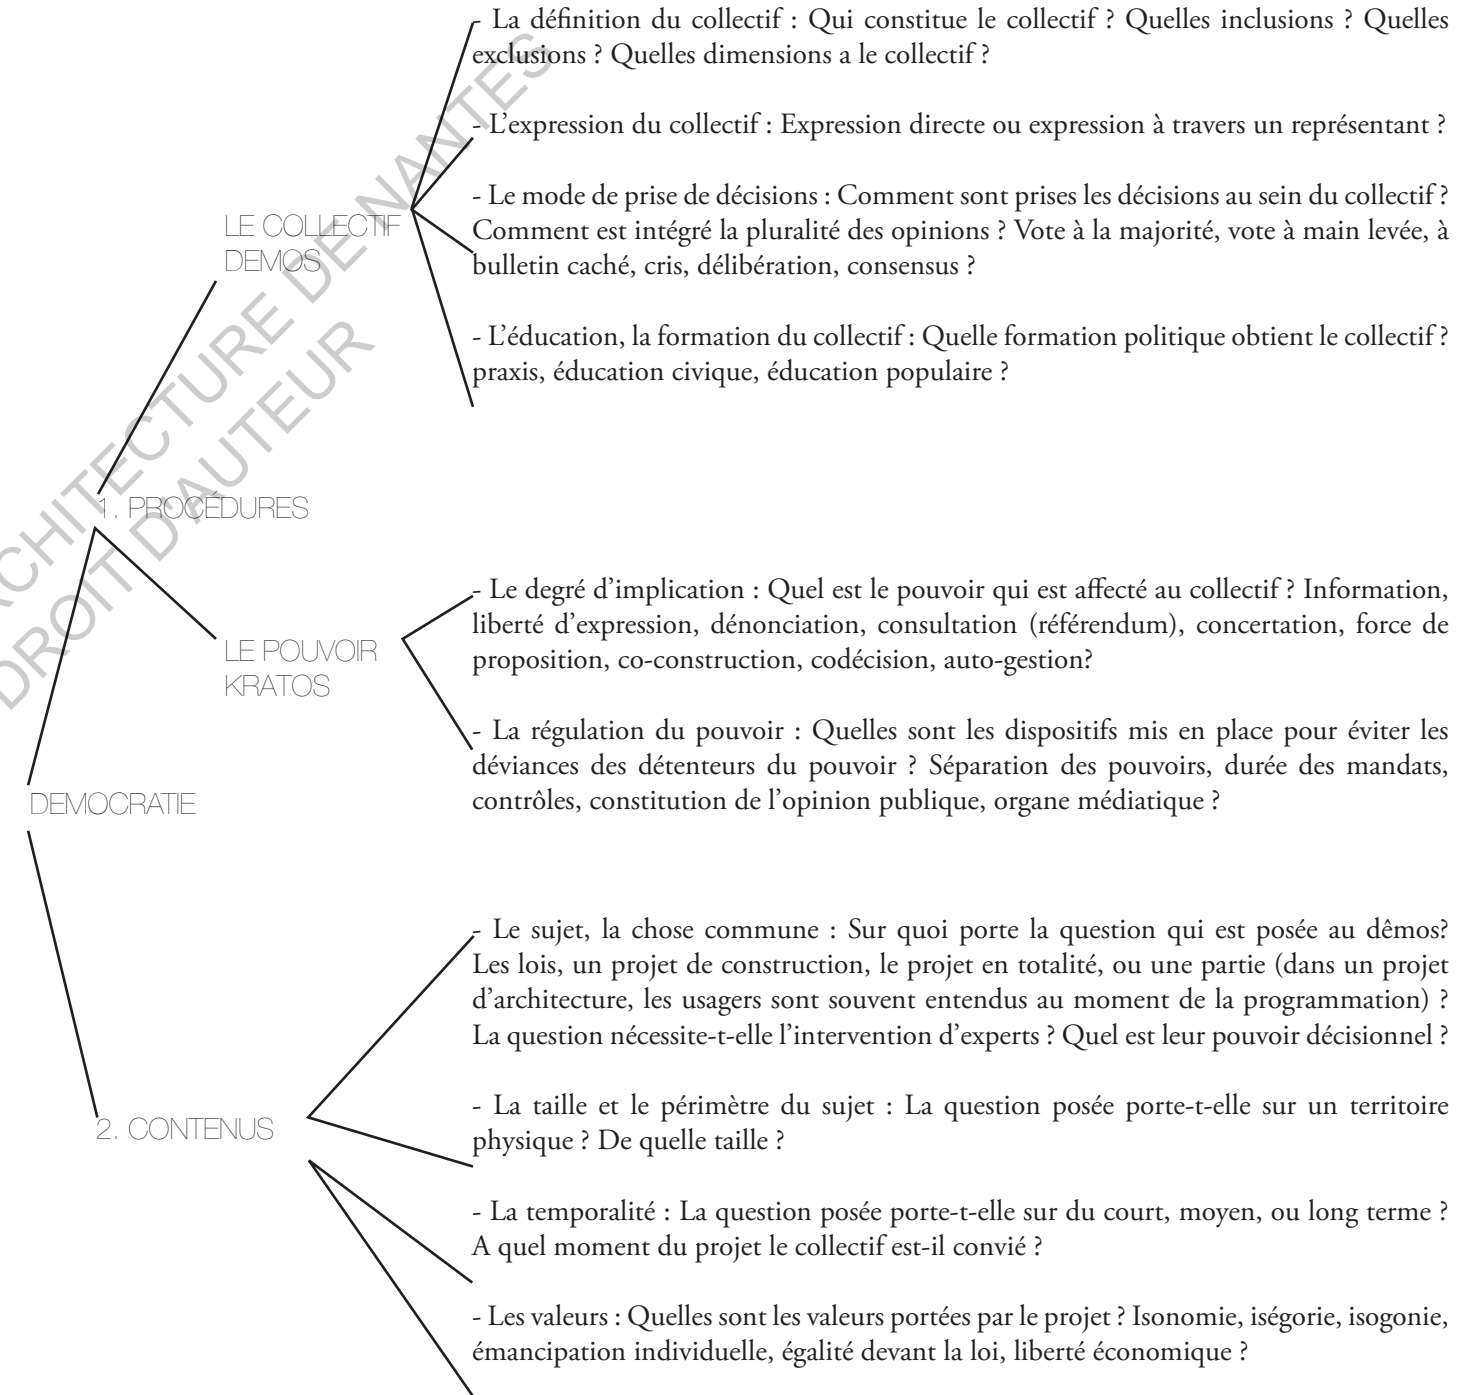 - La définition du collectif : Qui constitue le collectif ? Quelles inclusions ? Quelles
exclusions ? Quelles dimensions a le collectif ?
- L'expression du collectif : Expression directe ou expression à travers un représentant ?
- Le mode de prise de décisions : Comment sont prises les décisions au sein du collectif ?
Comment est intégré la pluralité des opinions ? Vote à la majorité, vote à main levée, à
bulletin caché, cris, délibération, consensus ?
- L'éducation, la formation du collectif : Quelle formation politique obtient le collectif ?
praxis, éducation civique, éducation populaire ?
LE COLLECTIF
DEMOS
1. PROCÉDURES
- Le degré d'implication : Quel est le pouvoir qui est affecté au collectif ? Information,
liberté d'expression, dénonciation, consultation (référendum), concertation, force de
proposition, co-construction, codécision, auto-gestion?
- La régulation du pouvoir : Quelles sont les dispositifs mis en place pour éviter les
déviances des détenteurs du pouvoir ? Séparation des pouvoirs, durée des mandats,
contrôles, constitution de l'opinion publique, organe médiatique ?
LE POUVOIR
KRATOS
DEMOCRATIE
- Le sujet, la chose commune : Sur quoi porte la question qui est posée au dêmos?
Les lois, un projet de construction, le projet en totalité, ou une partie (dans un projet
d'architecture, les usagers sont souvent entendus au moment de la programmation) ?
La question nécessite-t-elle l'intervention d'experts ? Quel est leur pouvoir décisionnel ?
- La taille et le périmètre du sujet : La question posée porte-t-elle sur un territoire
physique ? De quelle taille ?
2. CONTENUS
- La temporalité : La question posée porte-t-elle sur du court, moyen, ou long terme ?
A quel moment du projet le collectif est-il convié ?
- Les valeurs : Quelles sont les valeurs portées par le projet ? Isonomie, iségorie, isogonie,
émancipation individuelle, égalité devant la loi, liberté économique ?
ARCHITECTURE DE NANTES
DROIT D'AUTEUR